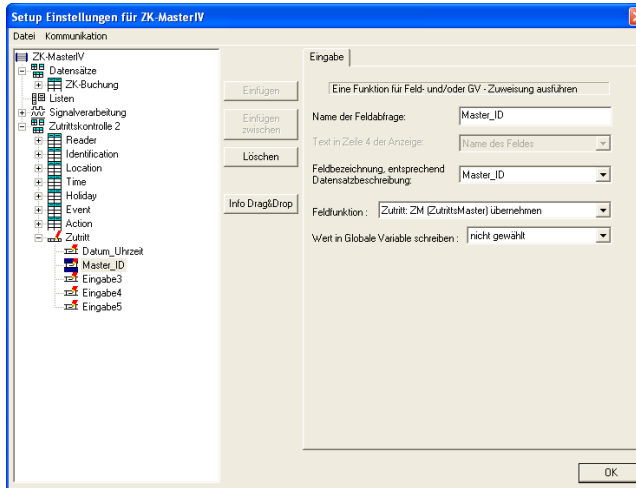 Setup Einstellungen für ZK-MasterIV
Datei Kommunikation
ZK-MasterIV
Datensätze
ZK-Buchung
Listen
Signalverarbeitung
Zutrittskontrolle 2
Reader
Identification
Location
Time
Holiday
Event
Action
Zutritt
Datum_Uhrzeit
Master_ID
Eingabe3
Eingabe4
Eingabe5
Einfügen
Einfügen
zwischen
Löschen
Info Drag&Drop
Eingabe
Eine Funktion für Feld- und/oder GV - Zuweisung ausführen
Name der Feldabfrage: Master_ID
Text in Zeile 4 der Anzeige: Name des Feldes
Feldbezeichnung, entsprechend
Datensatzbeschreibung: Master_ID
Feldfunktion : Zutritt: ZM (ZutrittsMaster) übernehmen
Wert in Globale Variable schreiben : nicht gewählt
OK